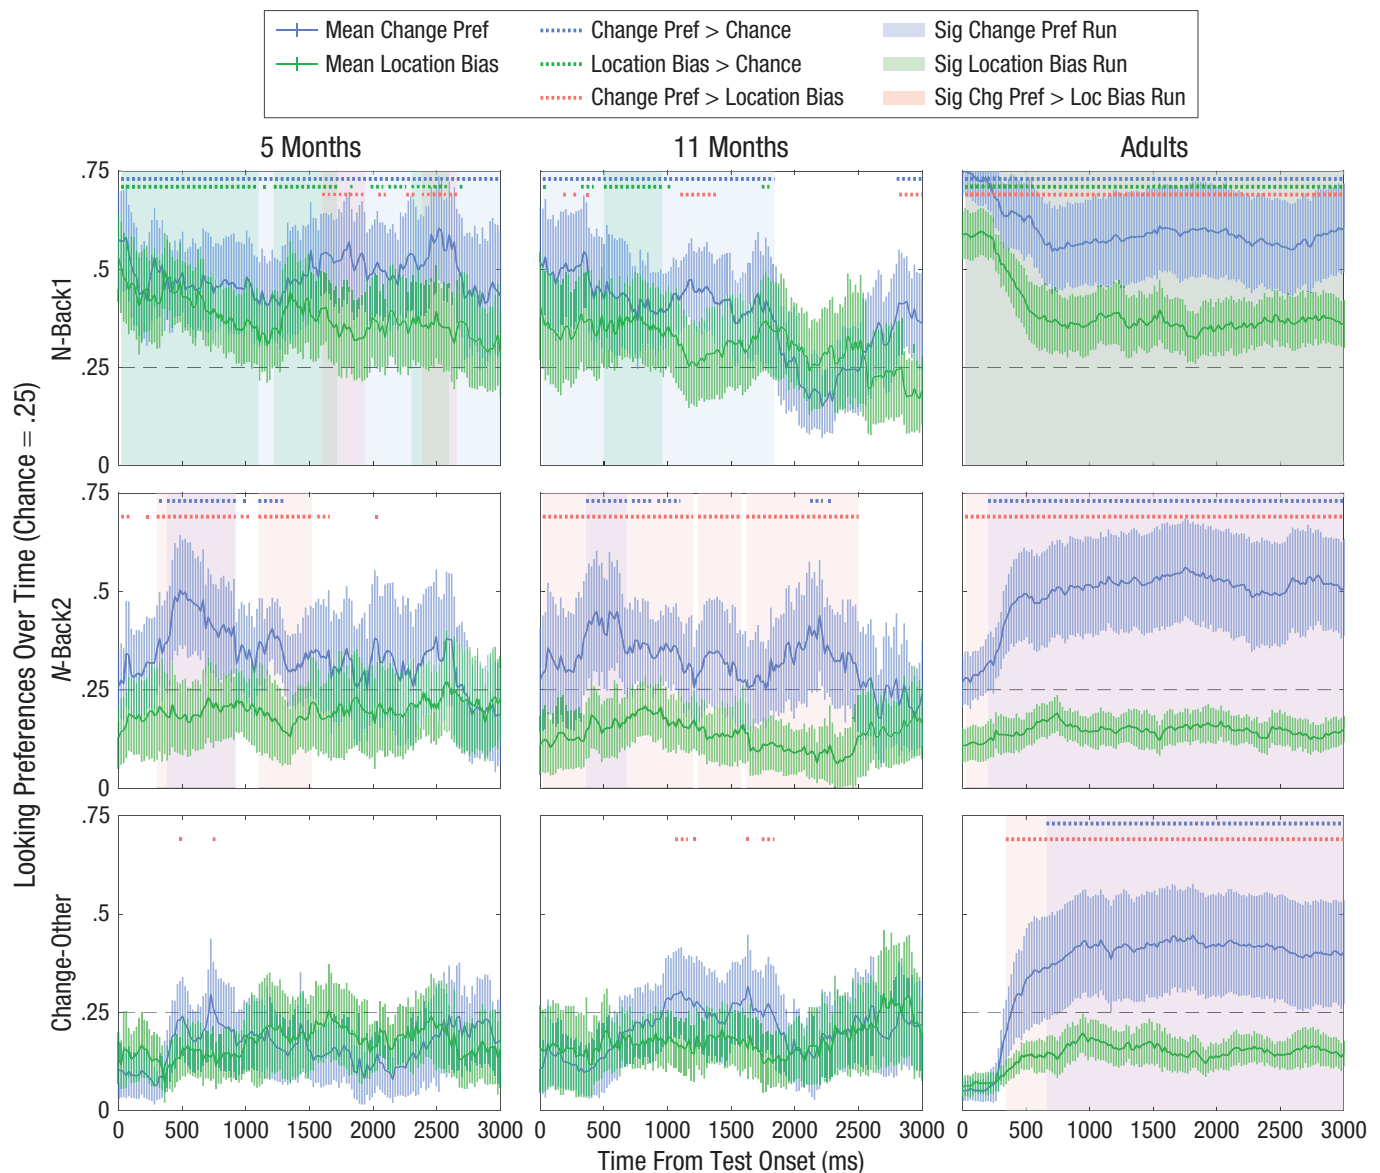 Mean Change Pref
Change Pref > Chance
Sig Change Pref Run
Mean Location Bias
Location Bias > Chance
Sig Location Bias Run
Change Pref > Location Bias
Sig Chg Pref > Loc Bias Run
5 Months
11 Months
Adults
Looking Preferences Over Time (Chance = .25)
N-Back1
.75
.5
.25
0
N-Back2
.75
.5
.25
0
Change-Other
.75
.5
.25
0
0 500 1000 1500 2000 2500 3000
0 500 1000 1500 2000 2500 3000
0 500 1000 1500 2000 2500 3000
Time From Test Onset (ms)